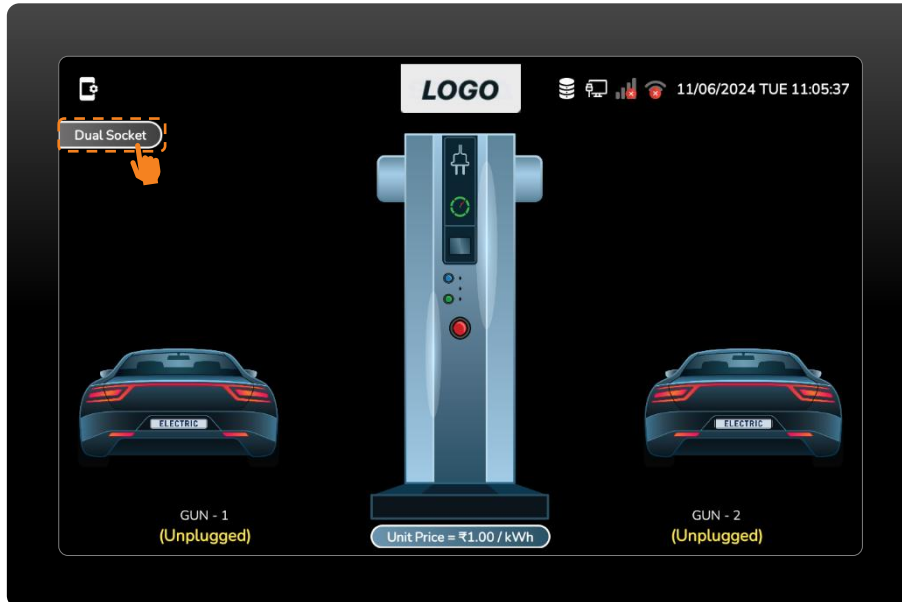 LOGO
11/06/2024 TUE 11:05:37
Dual Socket
ELECTRIC
ELECTRIC
GUN - 1
(Unplugged)
Unit Price = ₹1.00 / kWh
GUN - 2
(Unplugged)